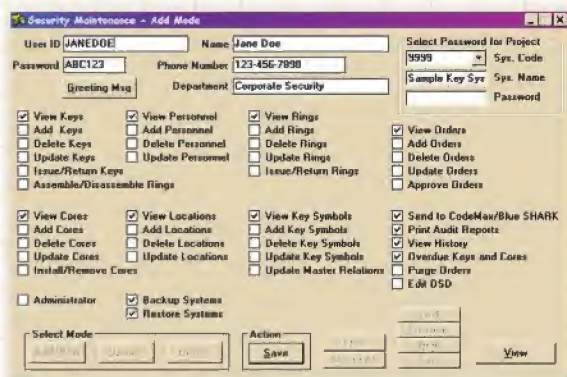 Security Maintenance - Add Mode
User ID JANEDOE Name Jane Doe
Password ABC123 Phone Number 123-456-7890
Greeting Msg Department Corporate Security
Select Password for Project
9999 Sys. Code
Sample Key Sys Sys. Name
Password
View Keys View Personnel View Rings
Add Keys Add Personnel Add Rings View Orders
Delete Keys Delete Personnel Delete Rings Add Orders
Update Keys Update Personnel Update Rings Delete Orders
Issue/Return Keys Issue/Return Rings Update Orders
Assemble/Disassemble Rings Approve Orders
View Cores View Locations View Key Symbols Send to CodeMax/Blue SHARK
Add Cores Add Locations Add Key Symbols Print Audit Reports
Delete Cores Delete Locations Delete Key Symbols View History
Update Cores Update Locations Update Key Symbols Overdue Keys and Cores
Install/Remove Cores Update Master Relations Purge Orders
Edit DSD
Administrator Backup Systems
Restore Systems
Select Mode Action
Save View